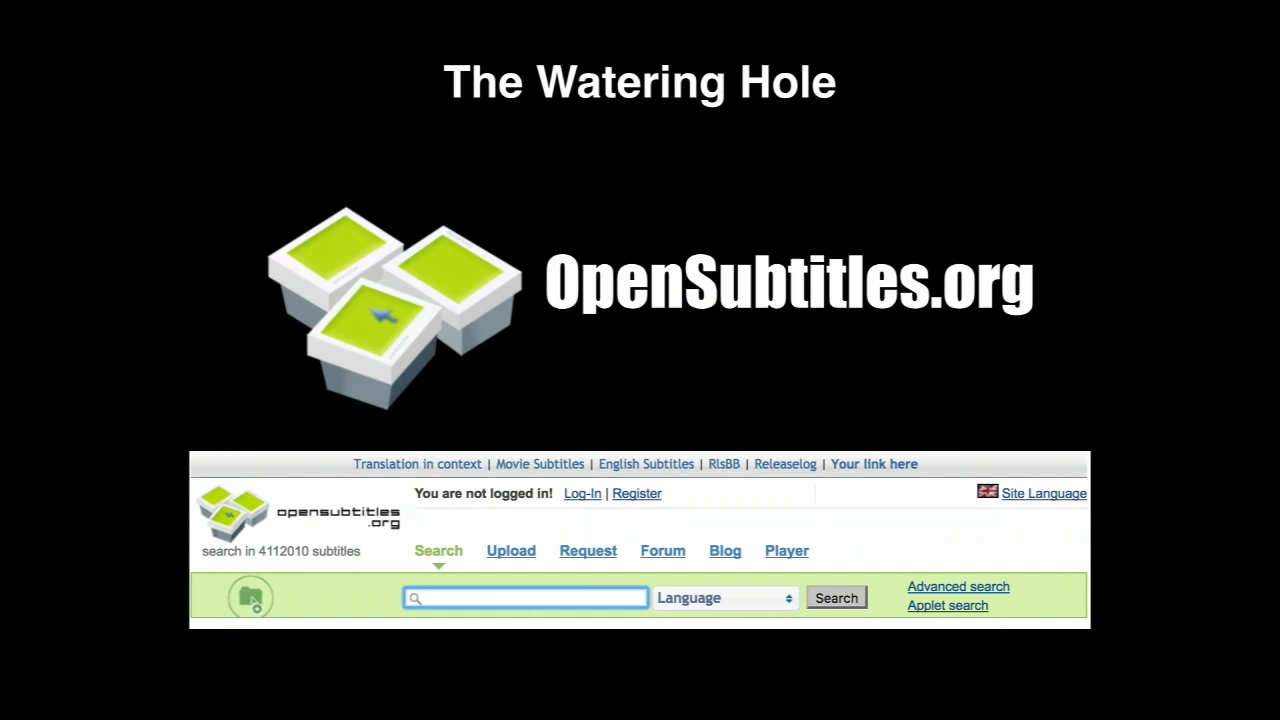 The Watering Hole
OpenSubtitles.org
Translation in context | Movie Subtitles | English Subtitles | RlsBB | Releaselog | Your link here
You are not logged in! Log-In | Register
Site Language
opensubtitles
.org
search in 4112010 subtitles
Search Upload Request Forum Blog Player
Language
Search
Advanced search
Applet search